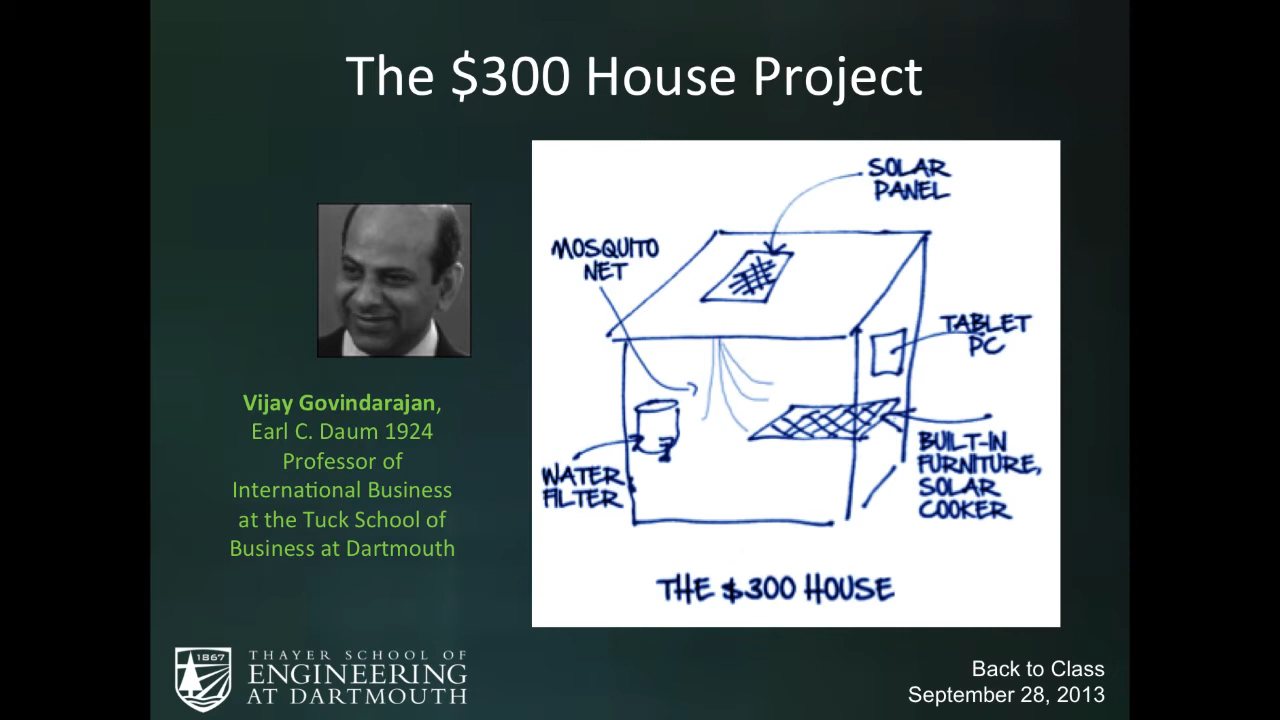 The $300 House Project
Vijay Govindarajan,
Earl C. Daum 1924
Professor of
International Business
at the Tuck School of
Business at Dartmouth
SOLAR
PANEL
MOSQUITO
NET
TABLET
PC
WATER
FILTER
BUILT-IN
FURNITURE,
SOLAR
COOKER
THE $300 HOUSE
1867
THAYER SCHOOL OF
ENGINEERING
AT DARTMOUTH
Back to Class
September 28, 2013